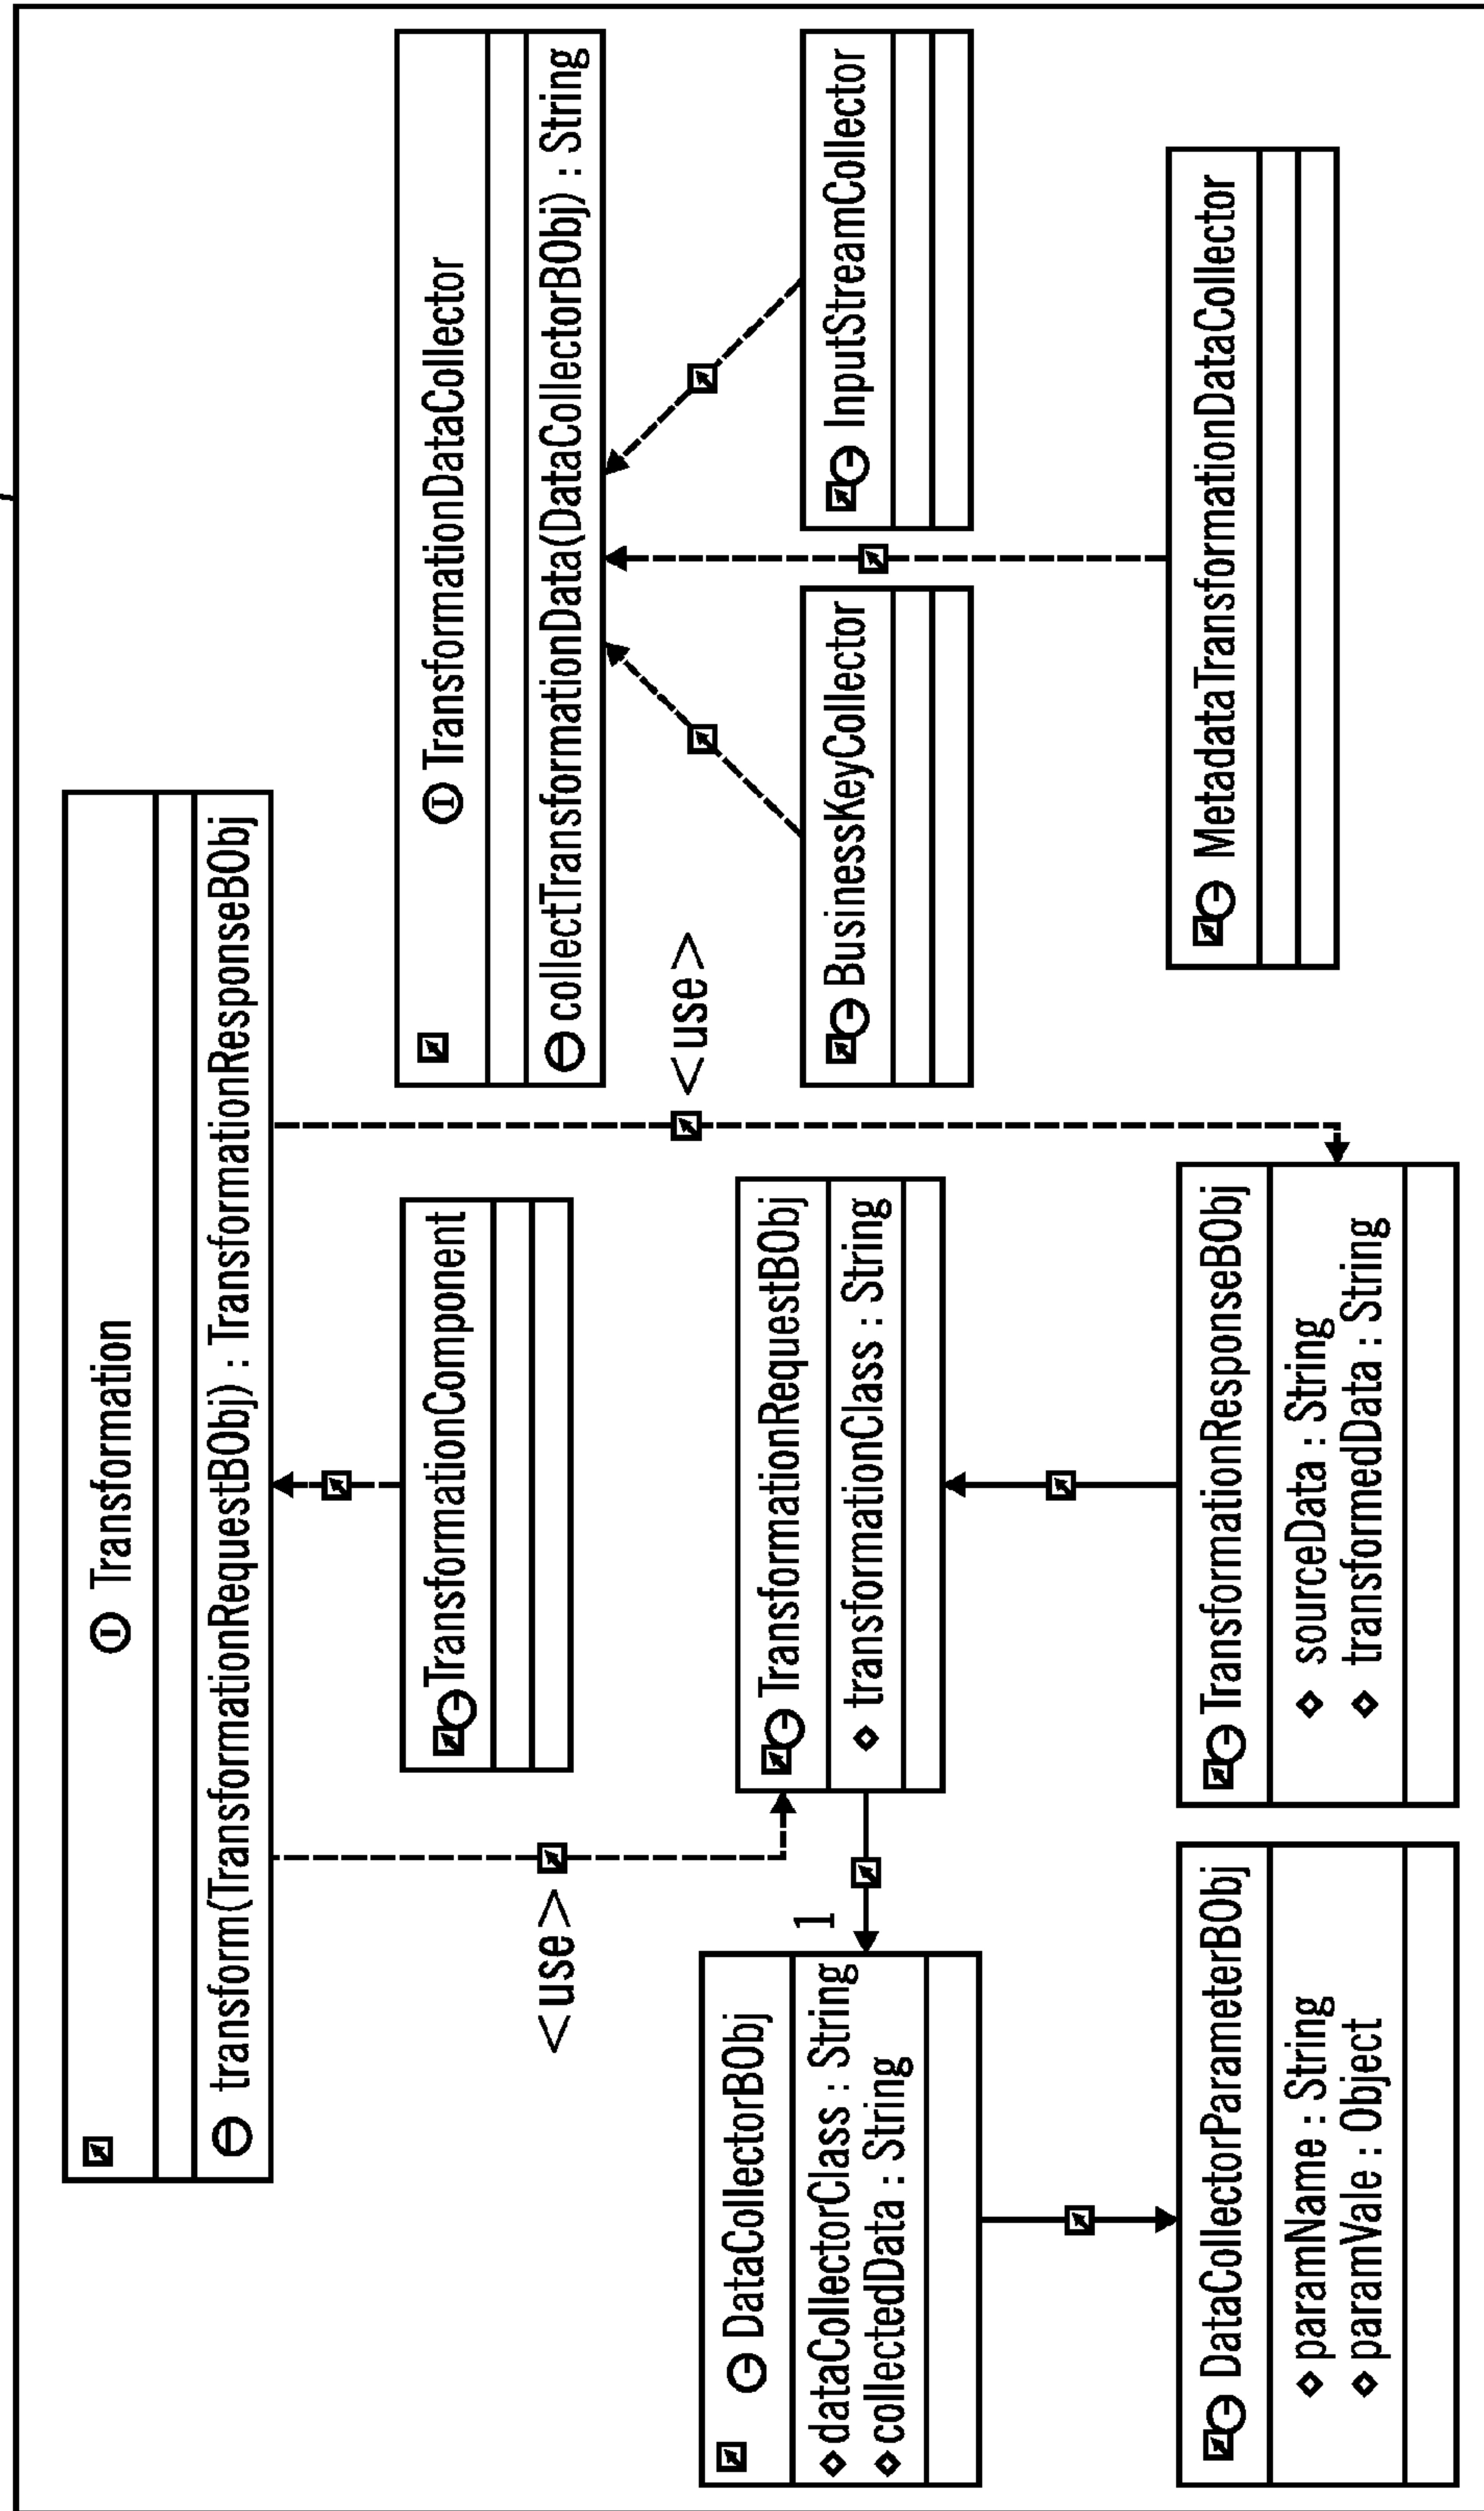 Transformation
transform(TransformationRequestBObj) : TransformationResponseBObj
<use>
TransformationComponent
<use>
TransformationDataCollector
collectTransformationData(DataCollectorBObj) : String
DataCollectorBObj
dataCollectorClass : String
collectedData : String
1
TransformationRequestBObj
transformationClass : String
BusinessKeyCollector
InputStreamCollector
DataCollectorParameterBObj
paramName : String
paramVale : Object
TransformationResponseBObj
sourceData : String
transformedData : String
MetadataTransformationDataCollector